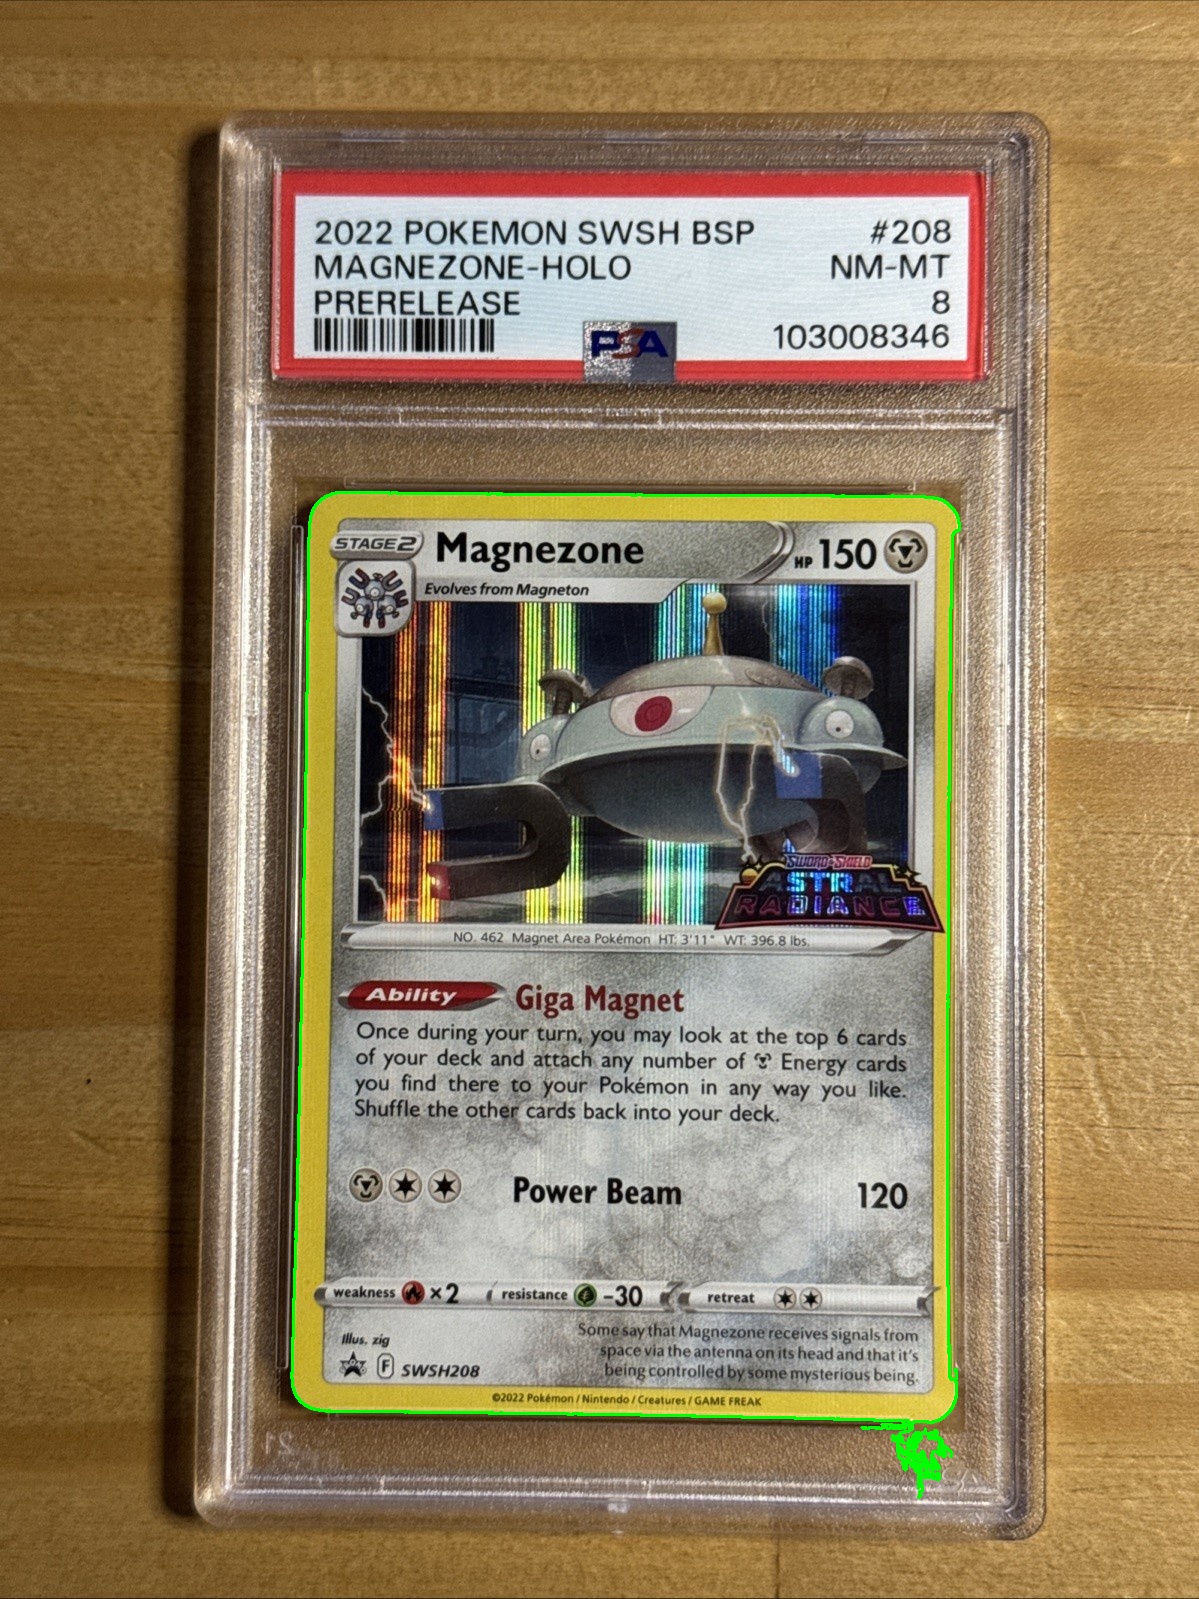 2022 POKEMON SWSH BSP #208
MAGNEZONE-HOLO NM-MT
PRERELEASE 8
103008346
PSA
STAGE 2 Magnezone HP 150
Evolves from Magneton
SWORD & SHIELD
ASTRAL
RADIANCE
NO. 462 Magnet Area Pokémon HT: 3'11" WT: 396.8 lbs.
Ability Giga Magnet
Once during your turn, you may look at the top 6 cards
of your deck and attach any number of Energy cards
you find there to your Pokémon in any way you like.
Shuffle the other cards back into your deck.
Power Beam 120
weakness ×2 resistance -30 retreat
Some say that Magnezone receives signals from
space via the antenna on its head and that it's
being controlled by some mysterious being.
Illus. zig
F SWSH208
©2022 Pokémon / Nintendo / Creatures / GAME FREAK